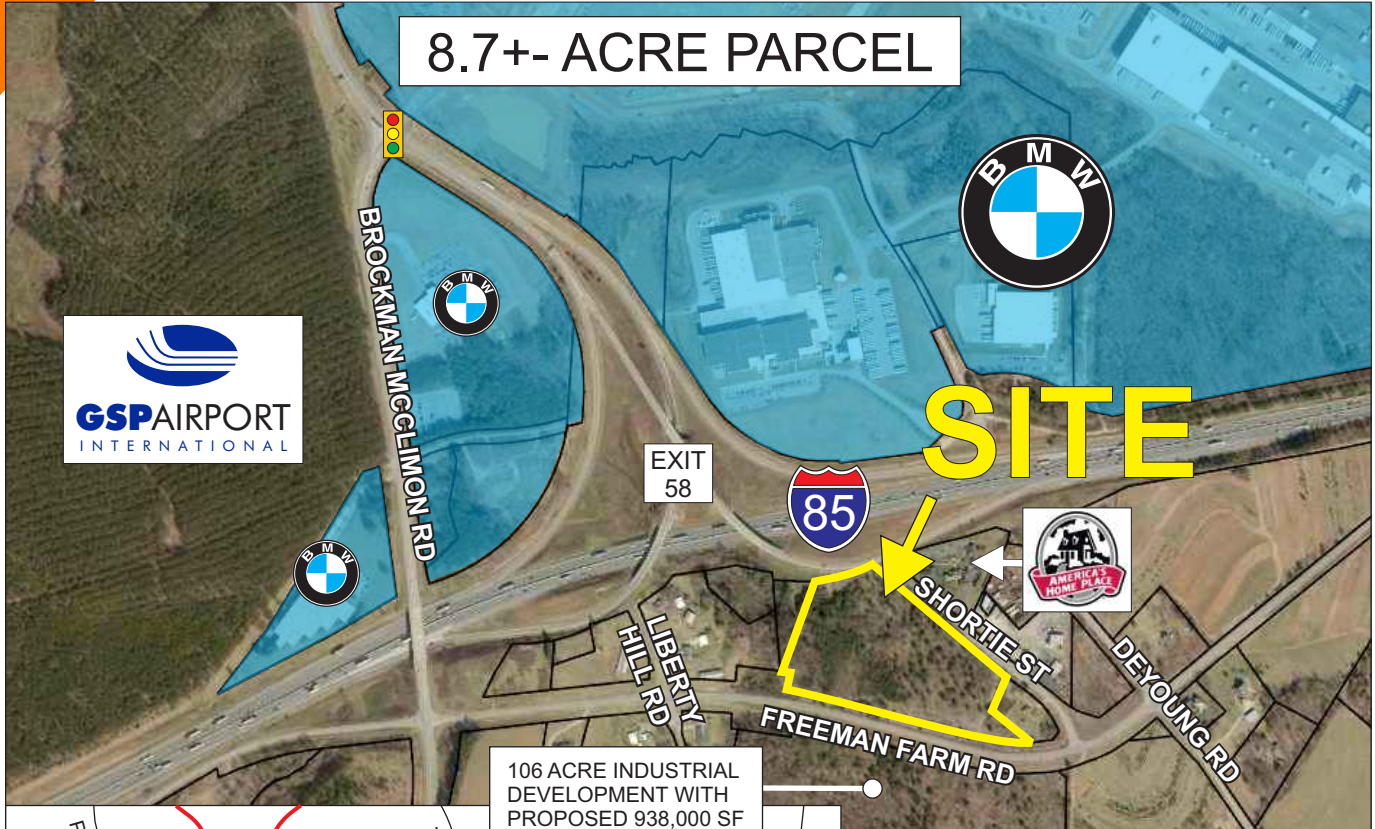 8.7+- ACRE PARCEL
BMW
BROCKMAN MCCLIMON RD
BMW
GSPAIRPORT
INTERNATIONAL
SITE
EXIT
58
85
BMW
AMERICA'S
HOME PLACE
SHORTIE ST
LIBERTY
HILL RD
DEYOUNG RD
FREEMAN FARM RD
106 ACRE INDUSTRIAL
DEVELOPMENT WITH
PROPOSED 938,000 SF